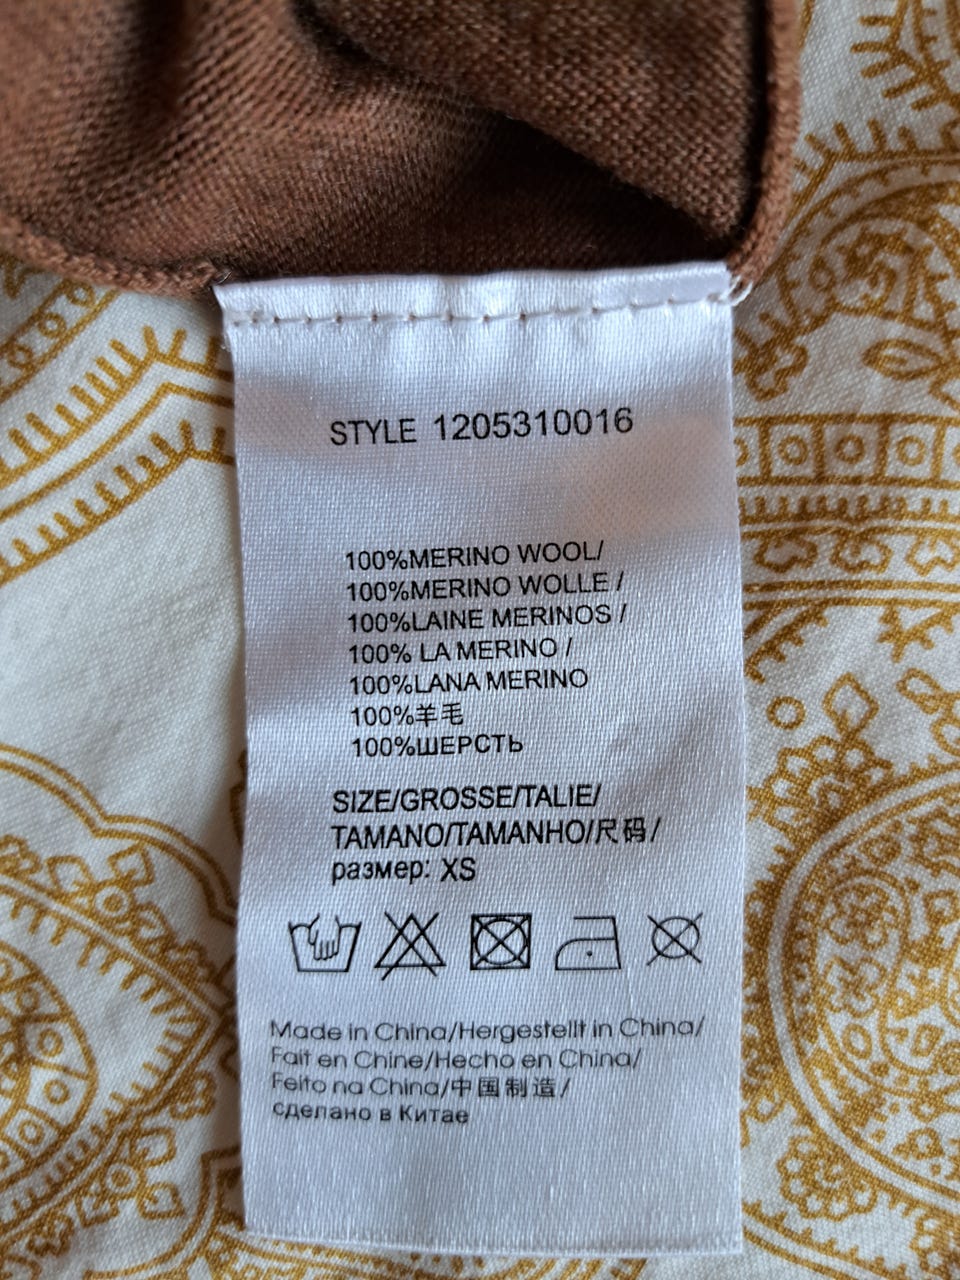 STYLE 1205310016
100%MERINO WOOL/
100%MERINO WOLLE /
100%LAINE MERINOS /
100% LA MERINO /
100%LANA MERINO
100%羊毛
100%ШЕРСТЬ
SIZE/GROSSE/TALIE/
TAMANO/TAMANHO/尺码/
размер: XS
Made in China/Hergestellt in China/
Fait en Chine/Hecho en China/
Feito na China/中国制造/
сделано в Китае